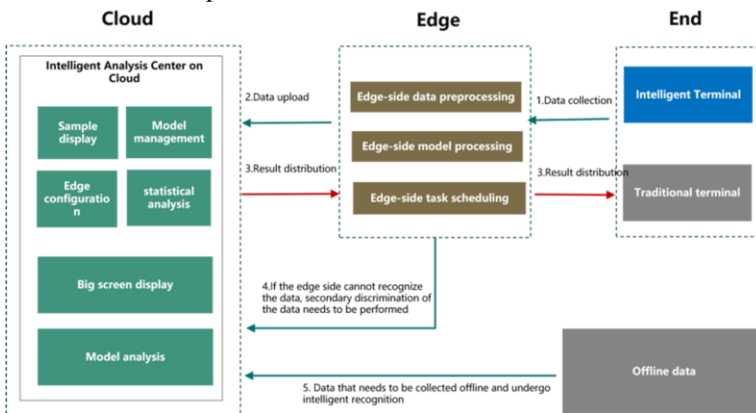 Cloud
Edge
End
Intelligent Analysis Center on
Cloud
Sample
display
Model
management
Edge
configuratio
n
statistical
analysis
Big screen display
Model analysis
2.Data upload
3.Result distribution
Edge-side data preprocessing
Edge-side model processing
Edge-side task scheduling
1.Data collection
3.Result distribution
Intelligent Terminal
Traditional terminal
4.If the edge side cannot recognize
the data, secondary discrimination of
the data needs to be performed
Offline data
5. Data that needs to be collected offline and undergo
intelligent recognition